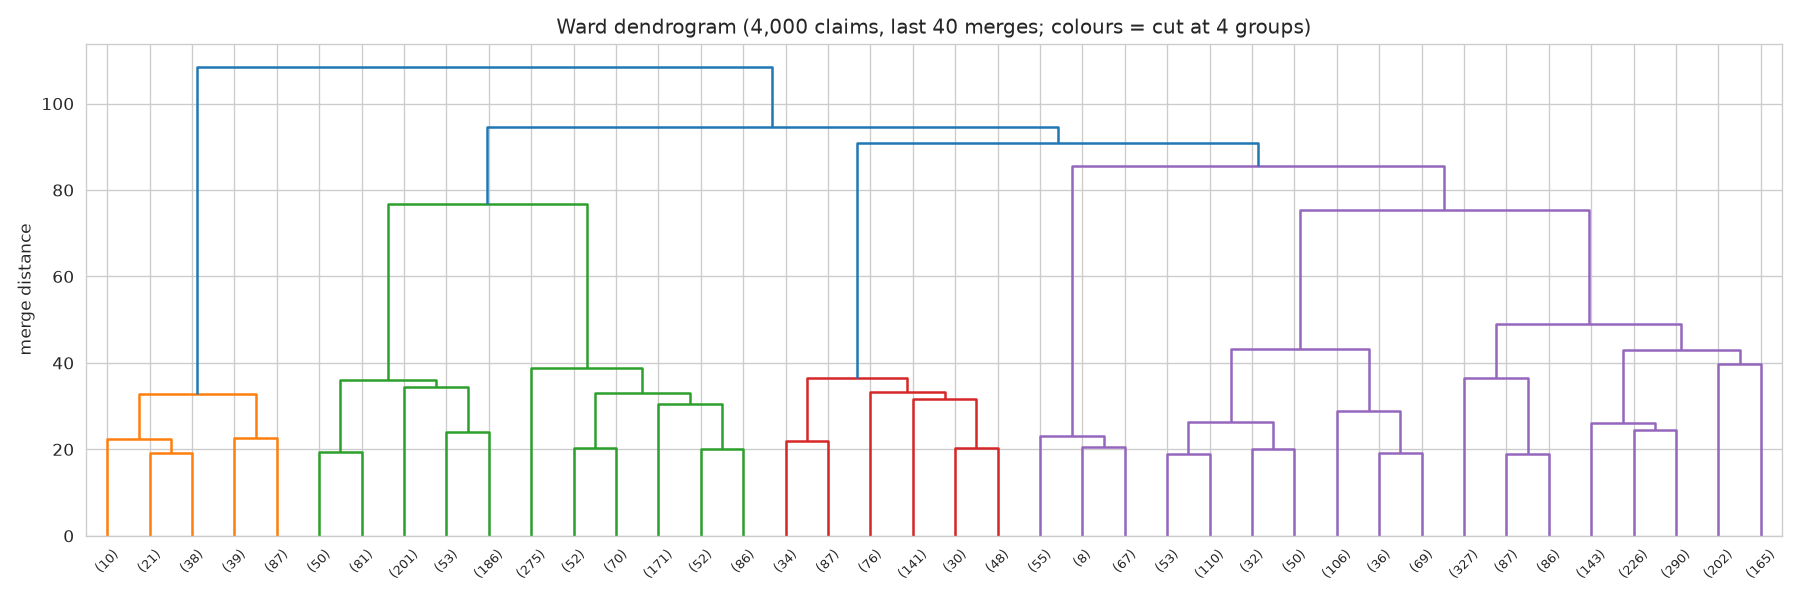 Ward dendrogram (4,000 claims, last 40 merges; colours = cut at 4 groups)
merge distance
100
80
60
40
20
0
(10) (21) (38) (39) (87) (50) (81) (201) (53) (186) (275) (52) (70) (171) (52) (86) (34) (87) (76) (141) (30) (48) (55) (8) (67) (53) (110) (32) (50) (106) (36) (69) (327) (87) (86) (143) (226) (290) (202) (165)